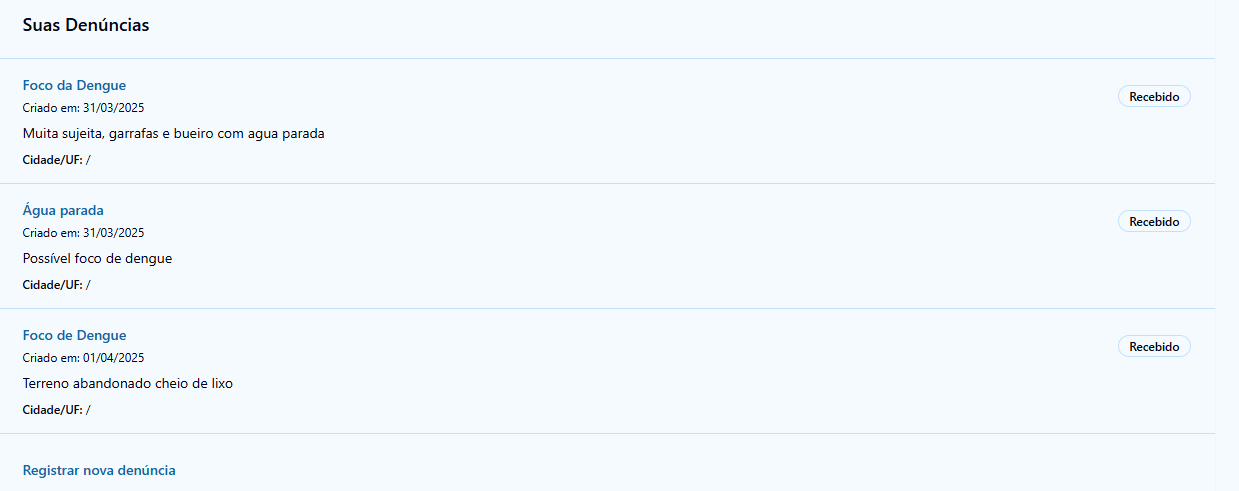 Suas Denúncias
Foco da Dengue
Criado em: 31/03/2025
Recebido
Muita sujeita, garrafas e bueiro com agua parada
Cidade/UF: /
Água parada
Criado em: 31/03/2025
Recebido
Possível foco de dengue
Cidade/UF: /
Foco de Dengue
Criado em: 01/04/2025
Recebido
Terreno abandonado cheio de lixo
Cidade/UF: /
Registrar nova denúncia